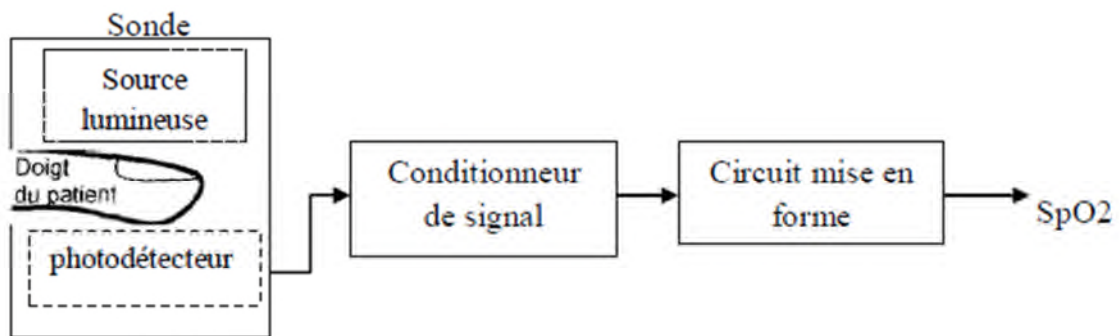 Sonde
Source
lumineuse
Doigt
du patient
photodétecteur
Conditionneur
de signal
Circuit mise en
forme
SpO2